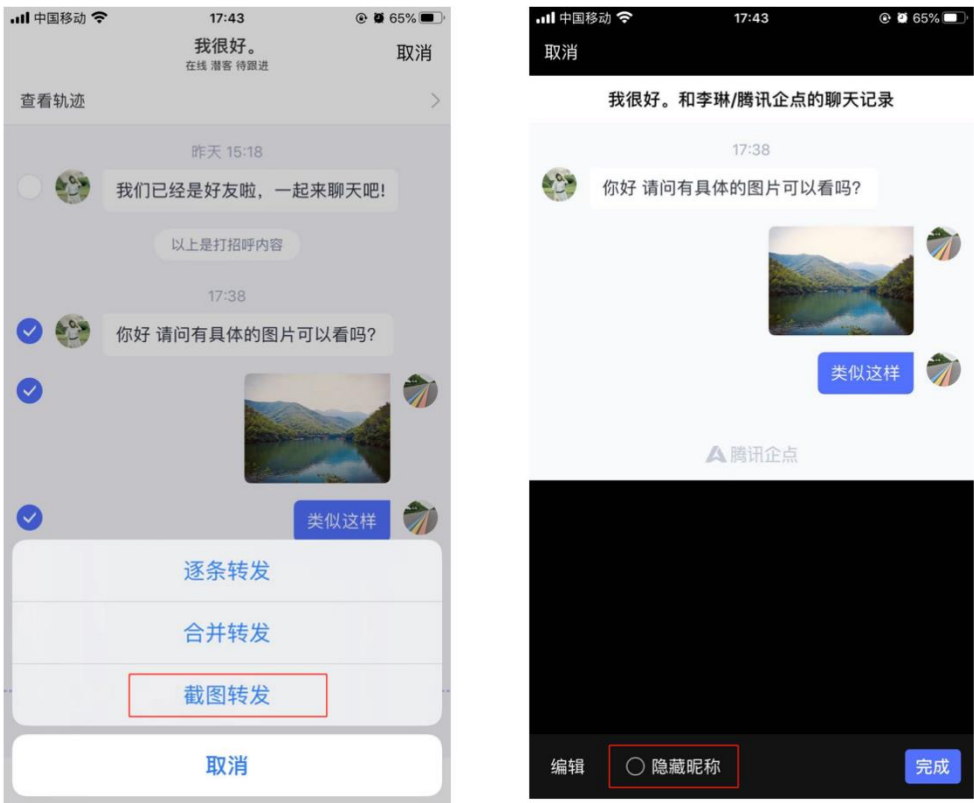 中国移动 17:43 65%
我很好。
在线 潜客 待跟进
取消
查看轨迹
昨天 15:18
我们已经是好友啦，一起来聊天吧!
以上是打招呼内容
17:38
你好 请问有具体的图片可以看吗?
类似这样
逐条转发
合并转发
截图转发
取消
中国移动 17:43 65%
取消
我很好。和李琳/腾讯企点的聊天记录
17:38
你好 请问有具体的图片可以看吗?
类似这样
腾讯企点
编辑 隐藏昵称 完成